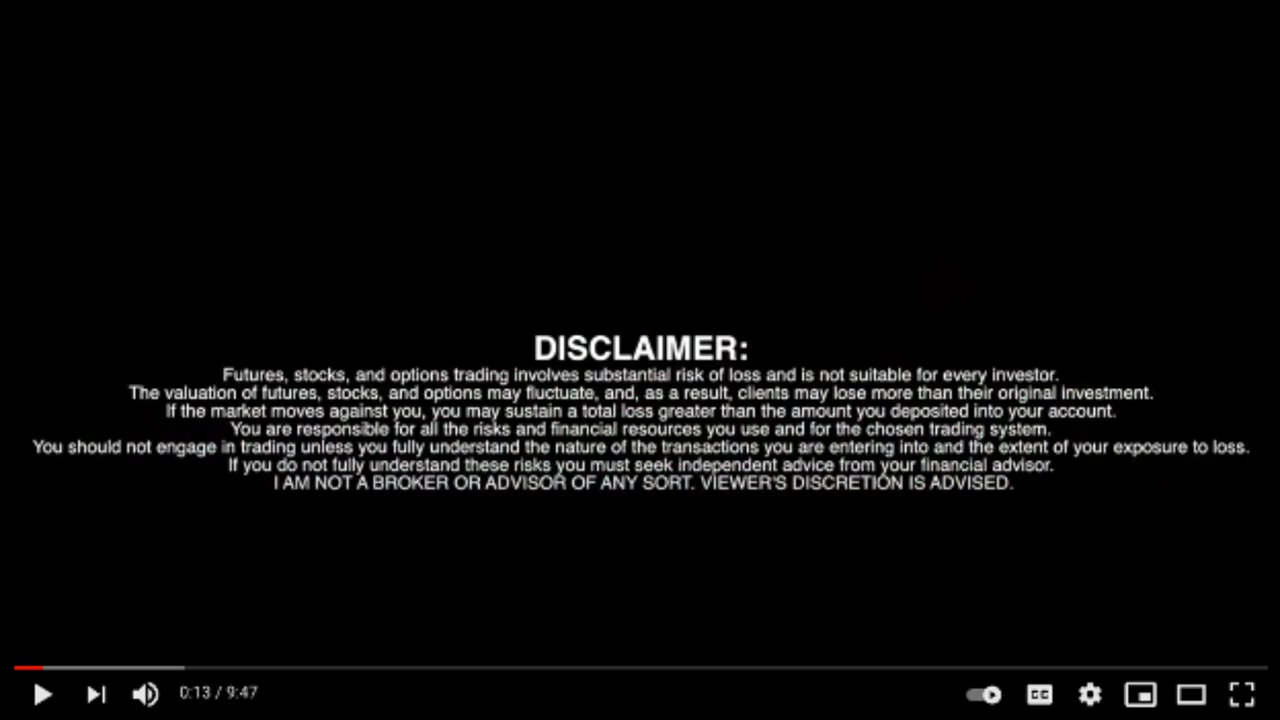 DISCLAIMER:
Futures, stocks, and options trading involves substantial risk of loss and is not suitable for every investor.
The valuation of futures, stocks, and options may fluctuate, and, as a result, clients may lose more than their original investment.
If the market moves against you, you may sustain a total loss greater than the amount you deposited into your account.
You are responsible for all the risks and financial resources you use and for the chosen trading system.
You should not engage in trading unless you fully understand the nature of the transactions you are entering into and the extent of your exposure to loss.
If you do not fully understand these risks you must seek independent advice from your financial advisor.
I AM NOT A BROKER OR ADVISOR OF ANY SORT. VIEWER'S DISCRETION IS ADVISED.
0:13 / 9:47
CC